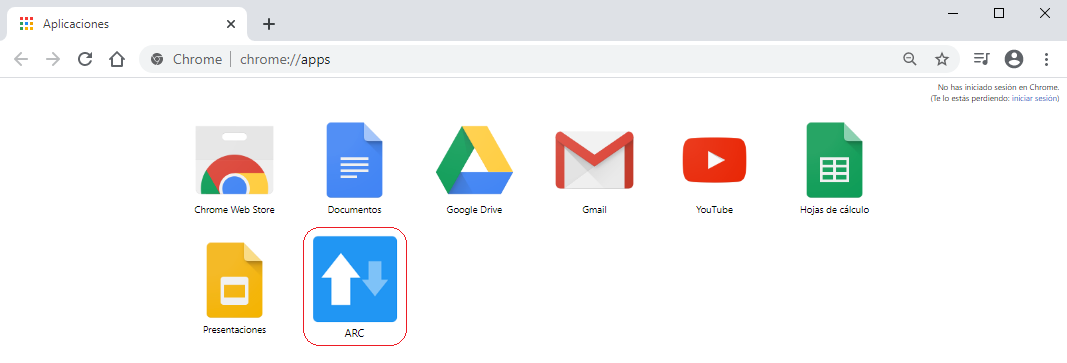 Aplicaciones
Chrome chrome://apps
No has iniciado sesión en Chrome.
(Te lo estás perdiendo: iniciar sesión)
Chrome Web Store Documentos Google Drive Gmail YouTube Hojas de cálculo
Presentaciones ARC